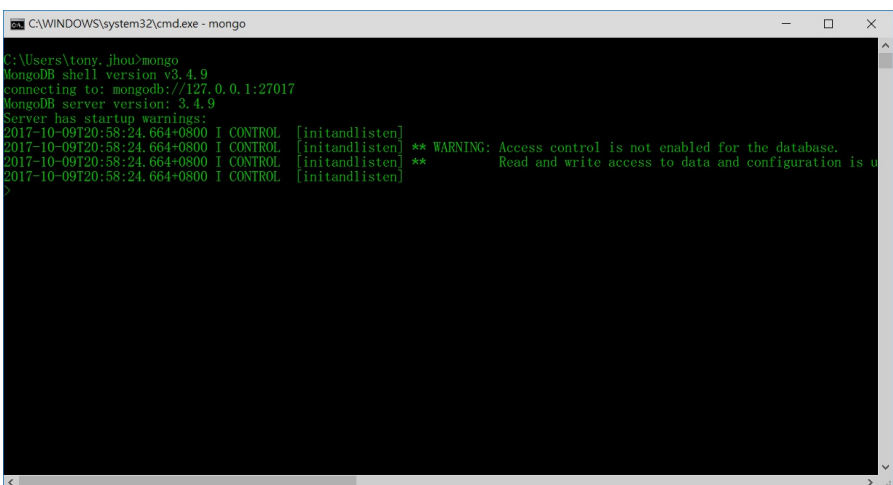 C:\WINDOWS\system32\cmd.exe - mongo
C:\Users\tony.jhou>mongo
MongoDB shell version v3.4.9
connecting to: mongodb://127.0.0.1:27017
MongoDB server version: 3.4.9
Server has startup warnings:
2017-10-09T20:58:24.664+0800 I CONTROL  [initandlisten]
2017-10-09T20:58:24.664+0800 I CONTROL  [initandlisten] ** WARNING: Access control is not enabled for the database.
2017-10-09T20:58:24.664+0800 I CONTROL  [initandlisten] **          Read and write access to data and configuration is u
2017-10-09T20:58:24.664+0800 I CONTROL  [initandlisten]
>